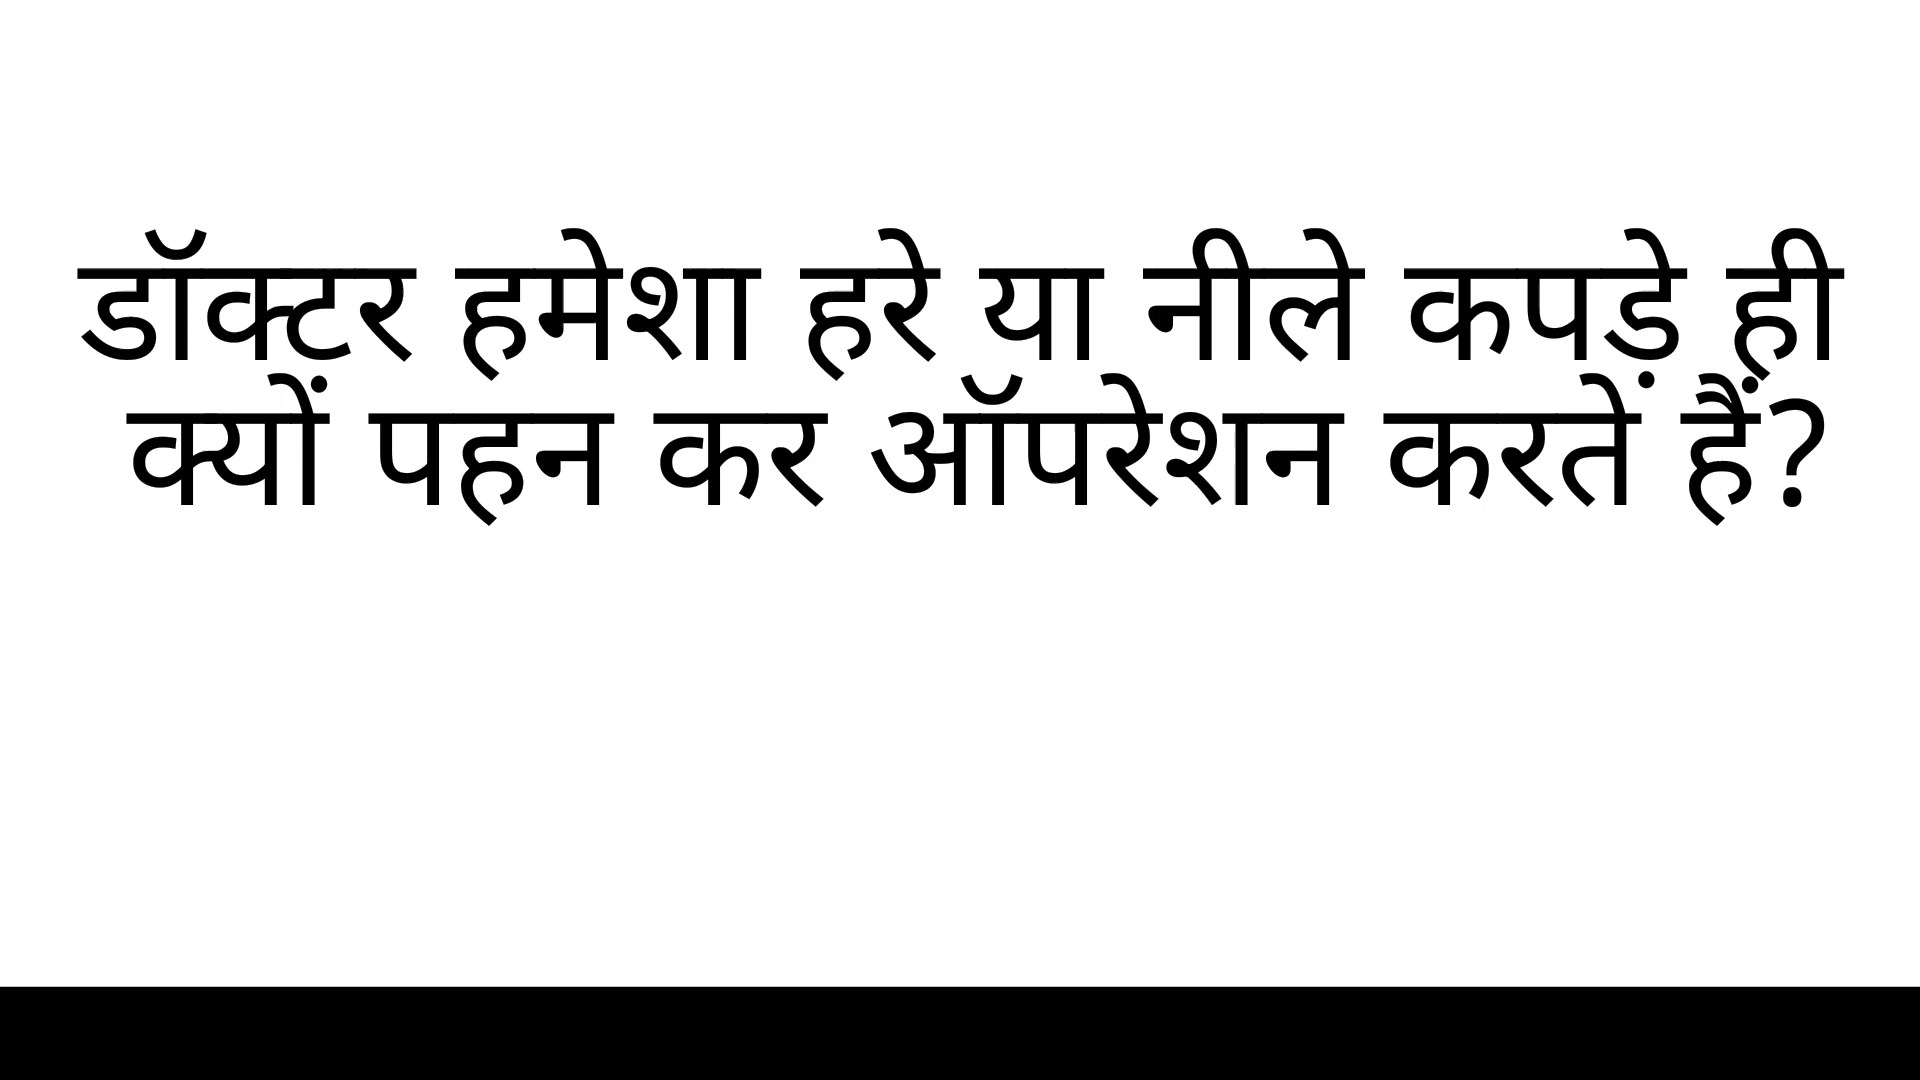 डॉक्टर हमेशा हरे या नीले कपड़े ही
क्यों पहन कर ऑपरेशन करते हैं?